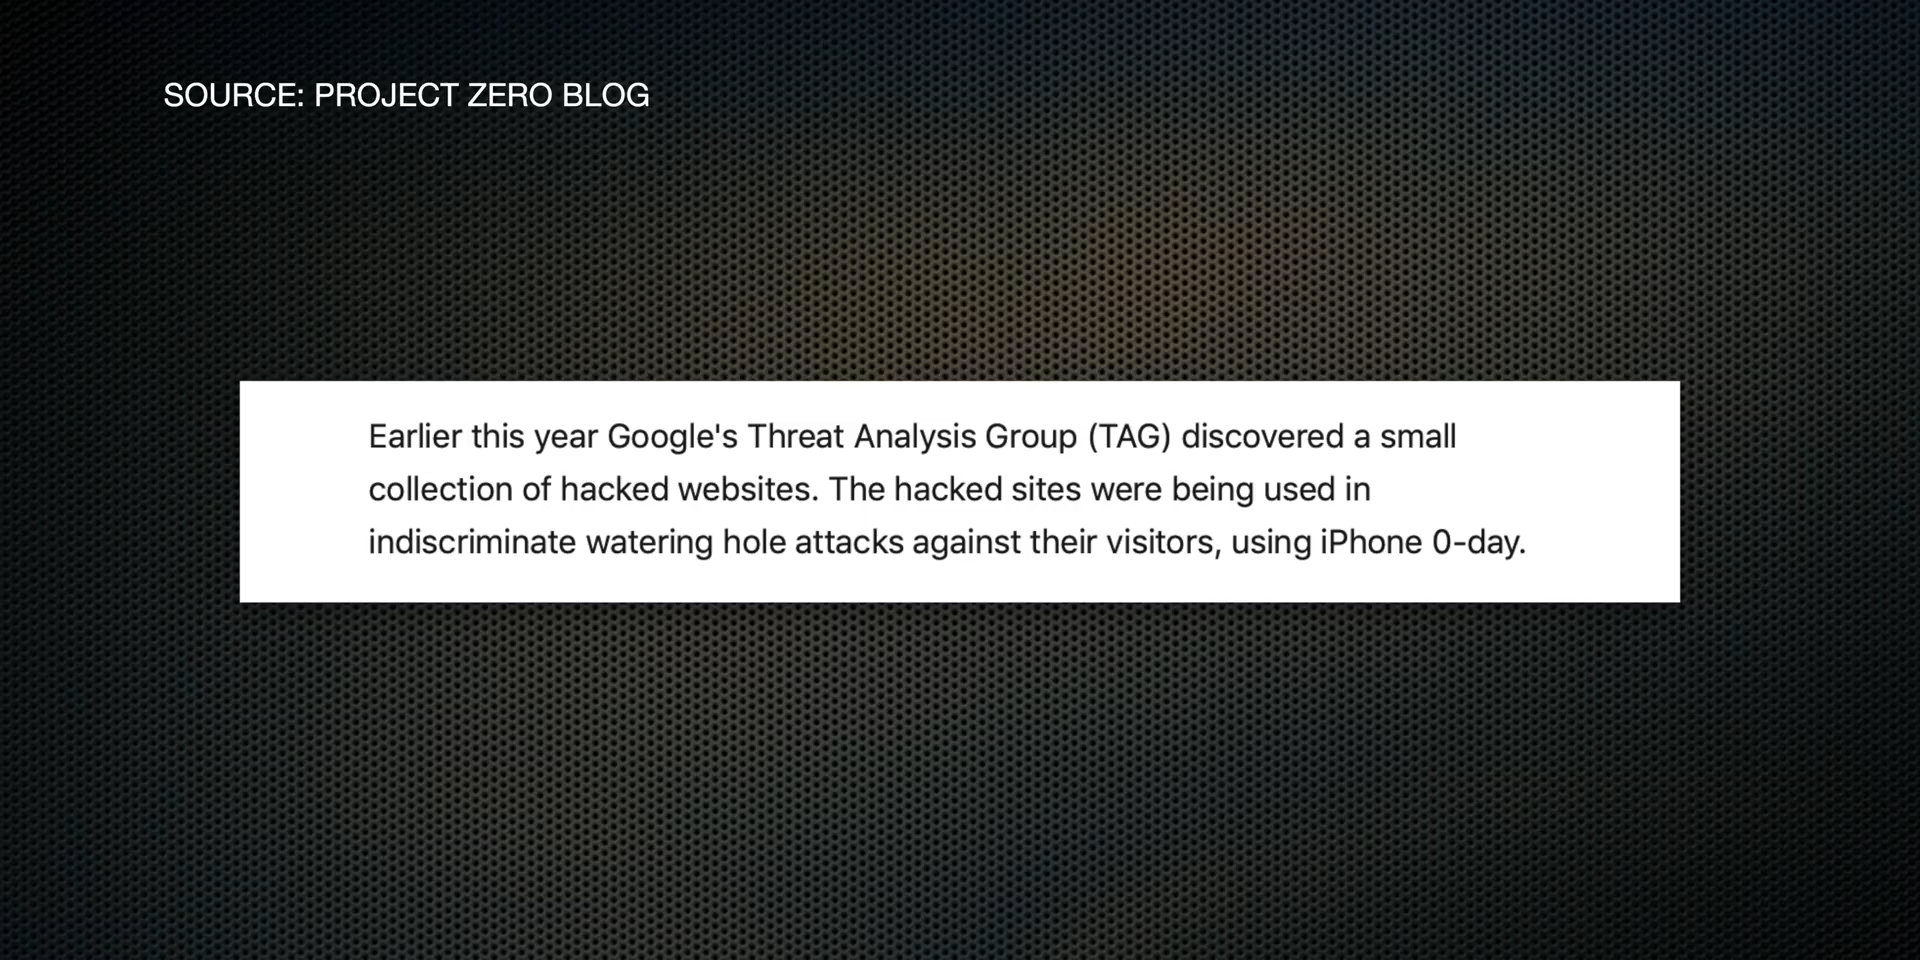 SOURCE: PROJECT ZERO BLOG
Earlier this year Google's Threat Analysis Group (TAG) discovered a small
collection of hacked websites. The hacked sites were being used in
indiscriminate watering hole attacks against their visitors, using iPhone 0-day.